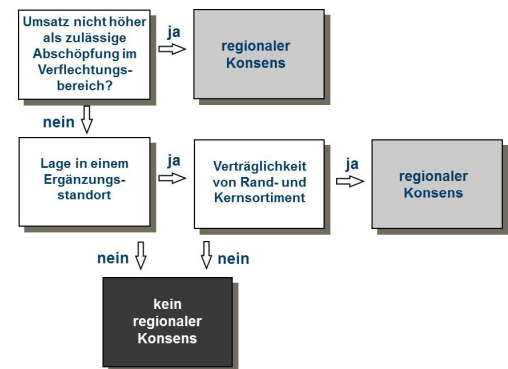 Umsatz nicht höher
als zulässige
Abschöpfung im
Verflechtungs-
bereich?
ja
regionaler
Konsens
nein
Lage in einem
Ergänzungs-
standort
ja
Verträglichkeit
von Rand- und
Kernsortiment
ja
regionaler
Konsens
nein
nein
kein
regionaler
Konsens